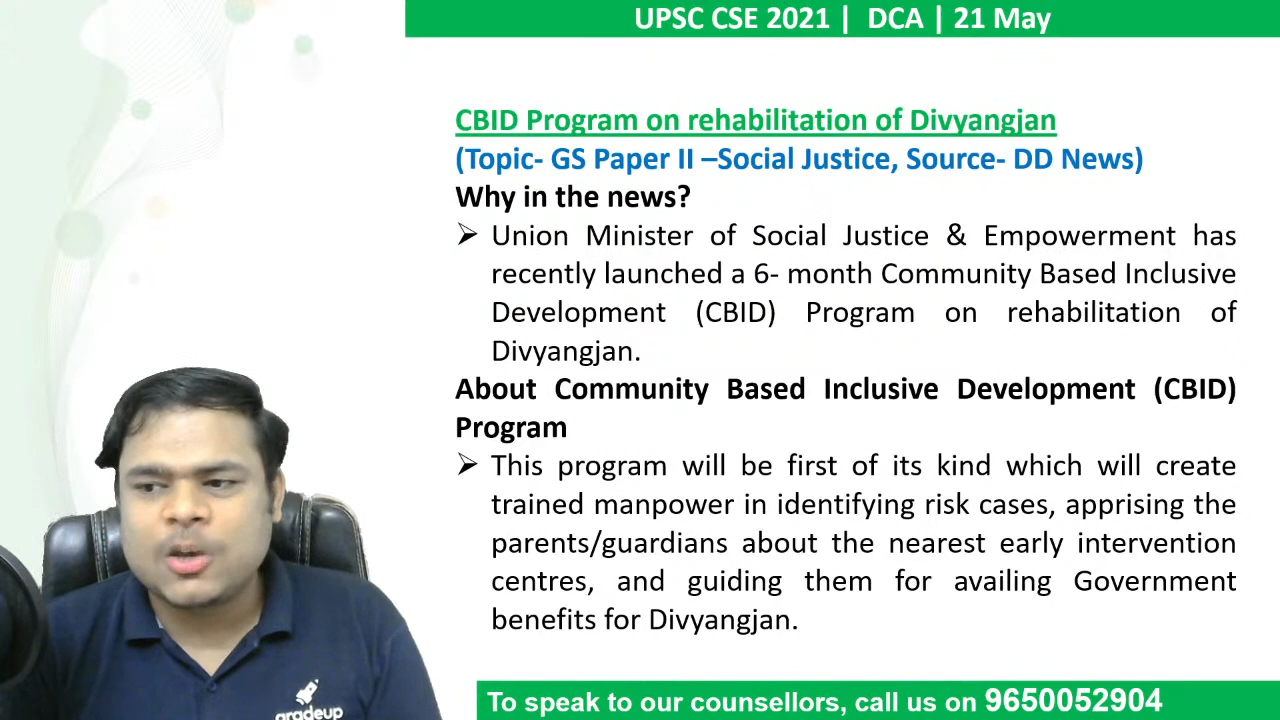 UPSC CSE 2021 | DCA | 21 May
CBID Program on rehabilitation of Divyangjan
(Topic- GS Paper II –Social Justice, Source- DD News)
Why in the news?
➢ Union Minister of Social Justice & Empowerment has
recently launched a 6- month Community Based Inclusive
Development (CBID) Program on rehabilitation of
Divyangjan.
About Community Based Inclusive Development (CBID)
Program
➢ This program will be first of its kind which will create
trained manpower in identifying risk cases, apprising the
parents/guardians about the nearest early intervention
centres, and guiding them for availing Government
benefits for Divyangjan.
gradeup
To speak to our counsellors, call us on 9650052904